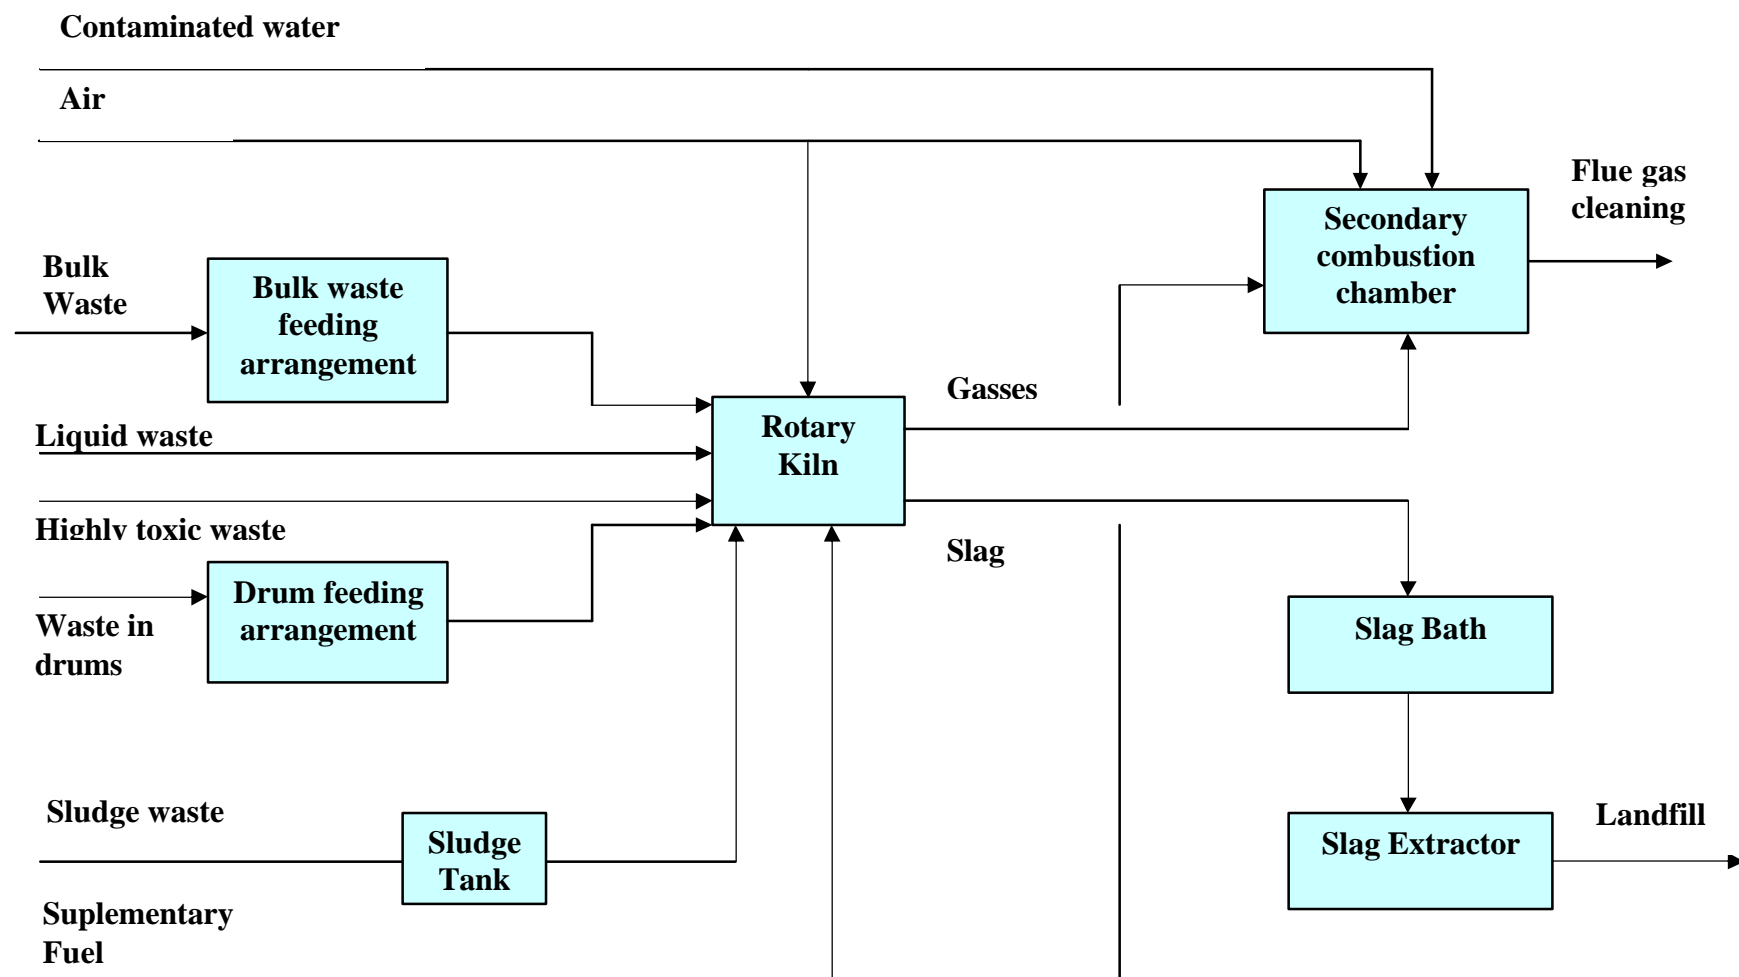 Contaminated water
Air
Flue gas
cleaning
Secondary
combustion
chamber
Bulk
Waste
Bulk waste
feeding
arrangement
Gasses
Liquid waste
Rotary
Kiln
Highly toxic waste
Slag
Drum feeding
arrangement
Waste in
drums
Slag Bath
Sludge waste
Sludge
Tank
Slag Extractor
Landfill
Suplementary
Fuel